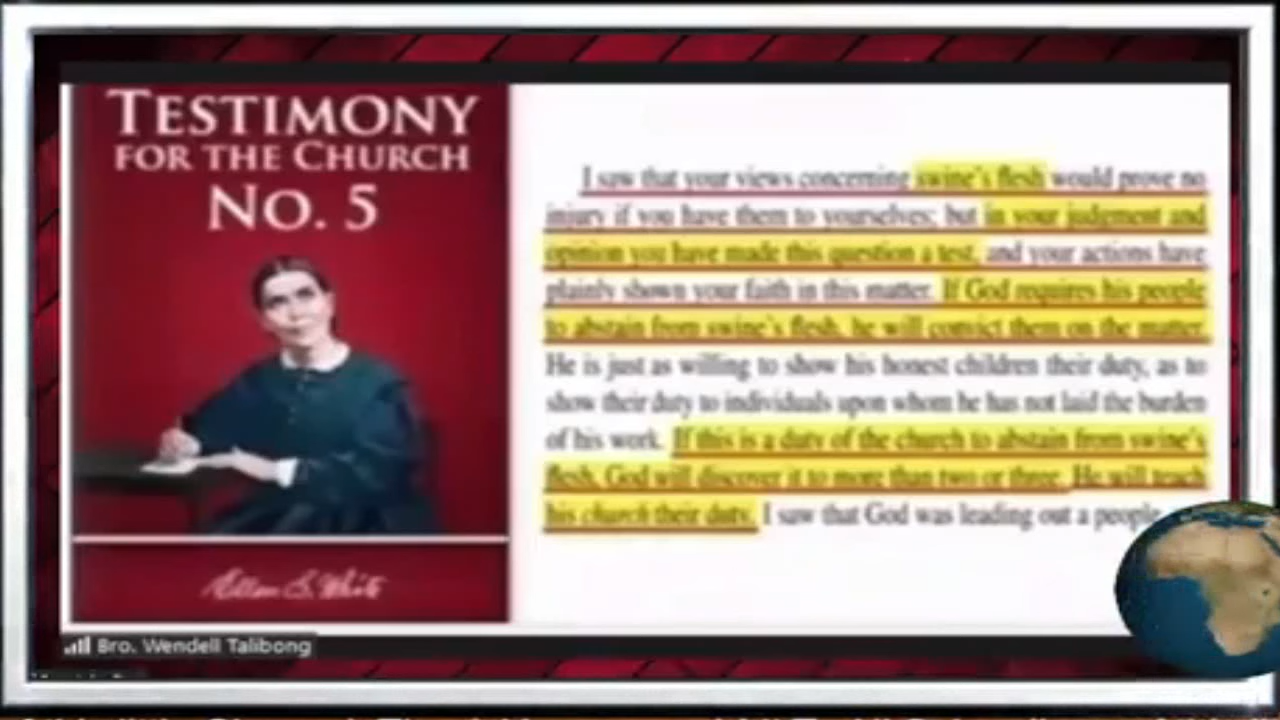 TESTIMONY
FOR THE CHURCH
NO. 5
Ellen G. White
I saw that your views concerning swine's flesh would prove no
injury if you have them to yourselves; but in your judgment and
opinion you have made this question a test, and your actions have
plainly shown your faith in this matter. If God requires his people
to abstain from swine's flesh, he will convict them on the matter.
He is just as willing to show his honest children their duty, as to
show their duty to individuals upon whom he has not laid the burden
of his work. If this is a duty of the church to abstain from swine's
flesh, God will discover it to more than two or three. He will teach
his church their duty. I saw that God was leading out a people
Bro. Wendell Talibong